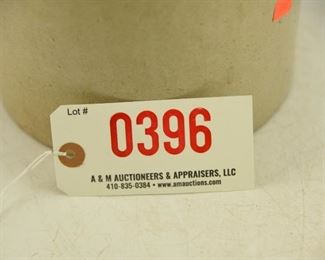 Lot #
0396
A & M AUCTIONEERS & APPRAISERS, LLC
410-835-0384 • www.amauctions.com